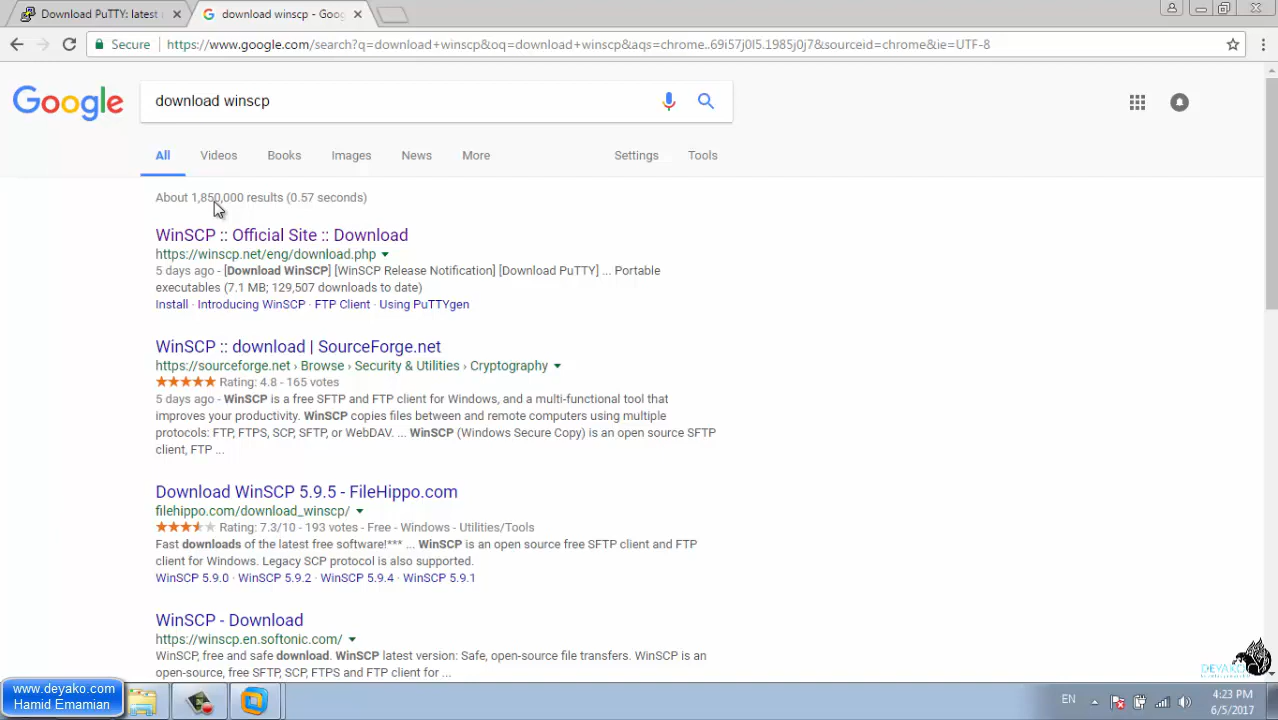 Download PuTTY: latest
download winscp - Goog
Secure
https://www.google.com/search?q=download+winscp&oq=download+winscp&aqs=chrome..69i57j0l5.1985j0j7&sourceid=chrome&ie=UTF-8
Google
download winscp
All Videos Books Images News More Settings Tools
About 1,850,000 results (0.57 seconds)
WinSCP :: Official Site :: Download
https://winscp.net/eng/download.php
5 days ago - [Download WinSCP] [WinSCP Release Notification] [Download PuTTY] ... Portable
executables (7.1 MB; 129,507 downloads to date)
Install · Introducing WinSCP · FTP Client · Using PuTTYgen
WinSCP :: download | SourceForge.net
https://sourceforge.net › Browse › Security & Utilities › Cryptography
Rating: 4.8 - 165 votes
5 days ago - WinSCP is a free SFTP and FTP client for Windows, and a multi-functional tool that
improves your productivity. WinSCP copies files between and remote computers using multiple
protocols: FTP, FTPS, SCP, SFTP, or WebDAV. ... WinSCP (Windows Secure Copy) is an open source SFTP
client, FTP ...
Download WinSCP 5.9.5 - FileHippo.com
filehippo.com/download_winscp/
Rating: 7.3/10 - 193 votes - Free - Windows - Utilities/Tools
Fast downloads of the latest free software!*** ... WinSCP is an open source free SFTP client and FTP
client for Windows. Legacy SCP protocol is also supported.
WinSCP 5.9.0 · WinSCP 5.9.2 · WinSCP 5.9.4 · WinSCP 5.9.1
WinSCP - Download
https://winscp.en.softonic.com/
WinSCP, free and safe download. WinSCP latest version: Safe, open-source file transfers. WinSCP is an
open-source, free SFTP, SCP, FTPS and FTP client for ...
DEYAKO
www.deyako.com
Hamid Emamian
EN
4:23 PM
6/5/2017